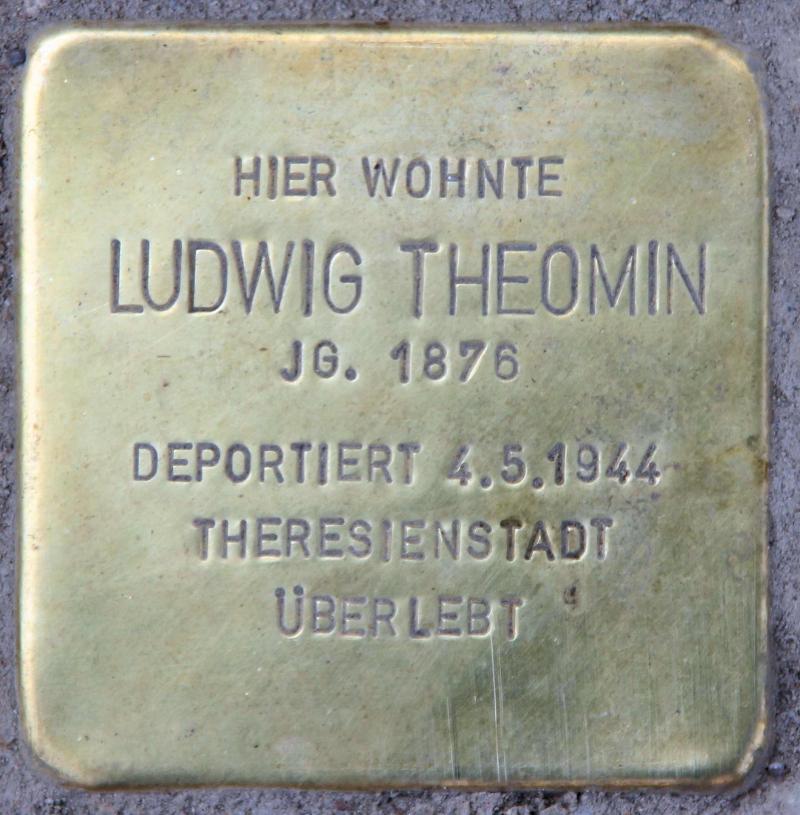 HIER WOHNTE
LUDWIG THEOMIN
JG. 1876
DEPORTIERT 4.5.1944
THERESIENSTADT
ÜBERLEBT